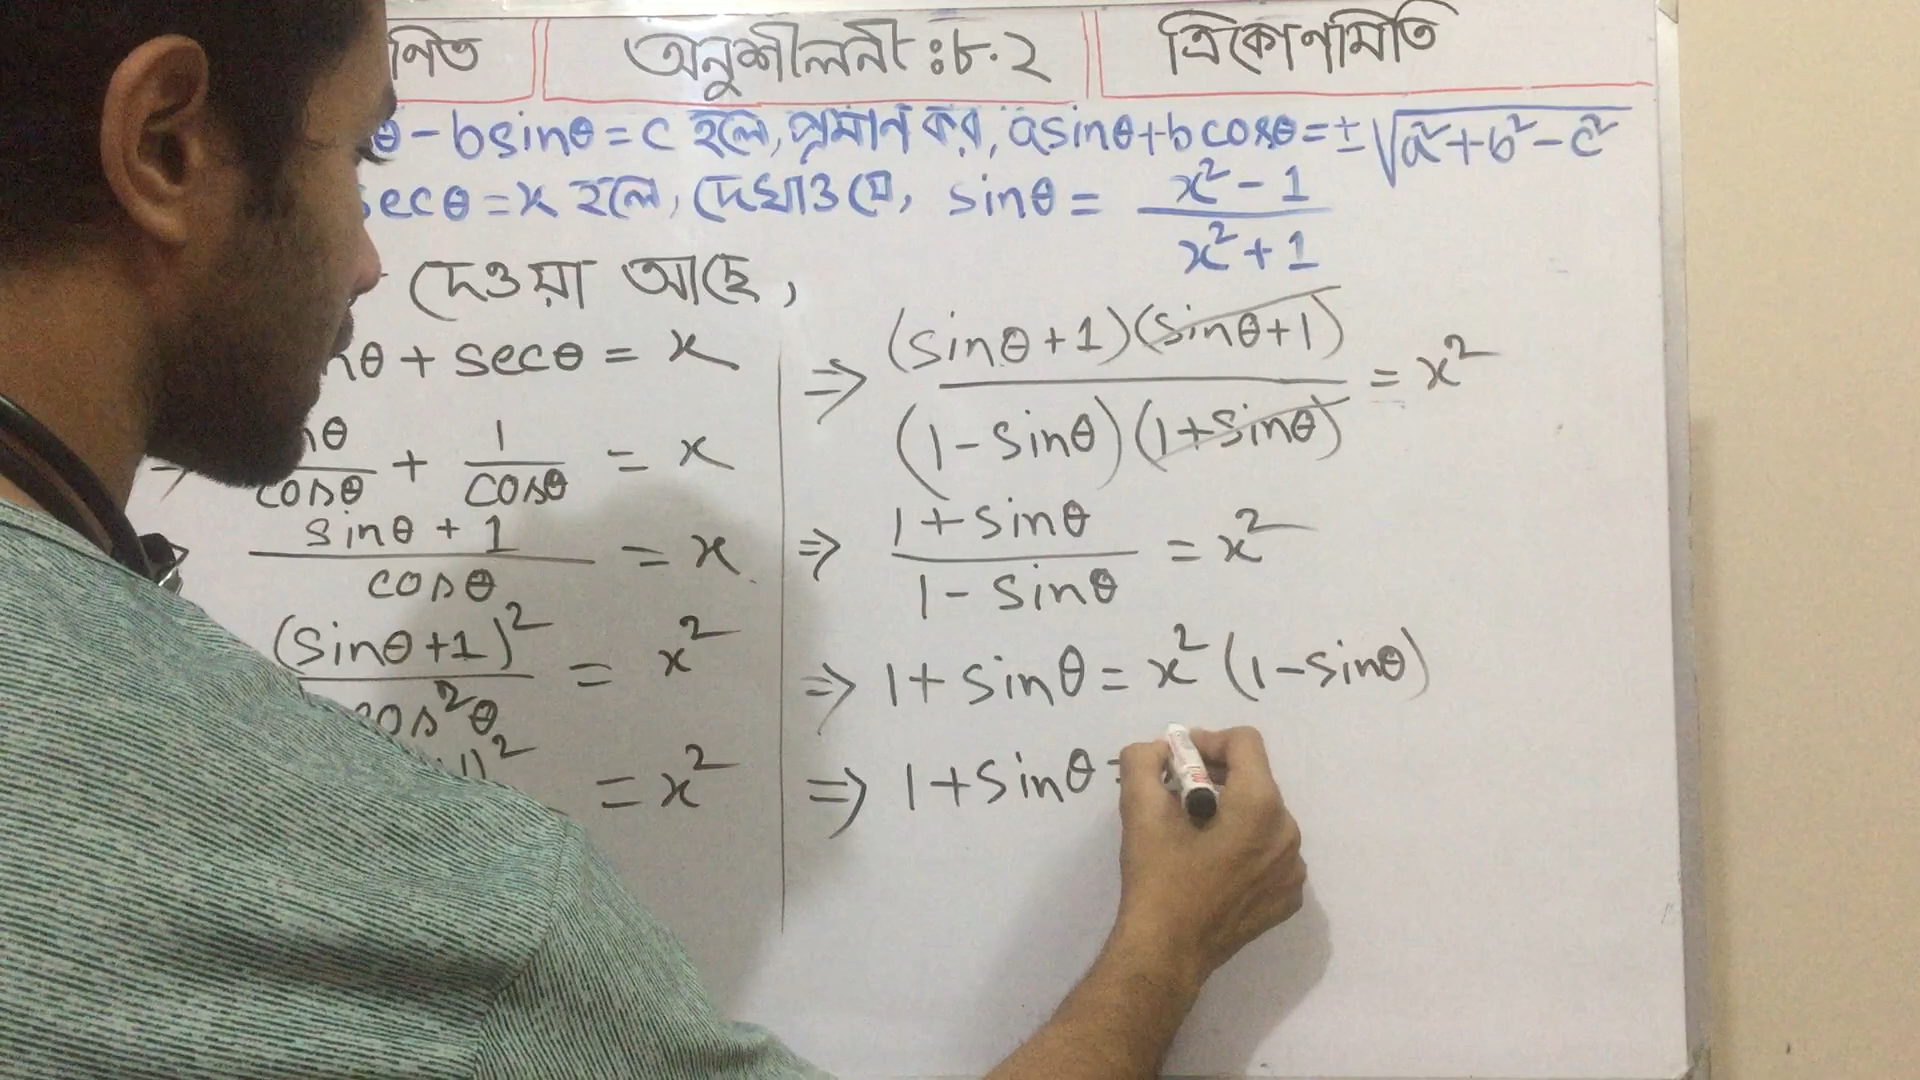 অনুশীলনী ঃ ৮.২ ত্রিকোণমিতি
θ - b sinθ = c হলে, প্রমাণ কর, asinθ + b cosθ = ± √a² + b² - c²
secθ = x হলে, দেখাও যে, sinθ = x² - 1 / x² + 1
দেওয়া আছে,
nθ + secθ = x
nθ / cosθ + 1 / cosθ = x
sinθ + 1 / cosθ = x
(sinθ + 1)² / cos²θ = x²
= x²
⇒ (sinθ + 1)(sinθ + 1) / (1 - sinθ)(1 + sinθ) = x²
⇒ 1 + sinθ / 1 - sinθ = x²
⇒ 1 + sinθ = x² (1 - sinθ)
⇒ 1 + sinθ =